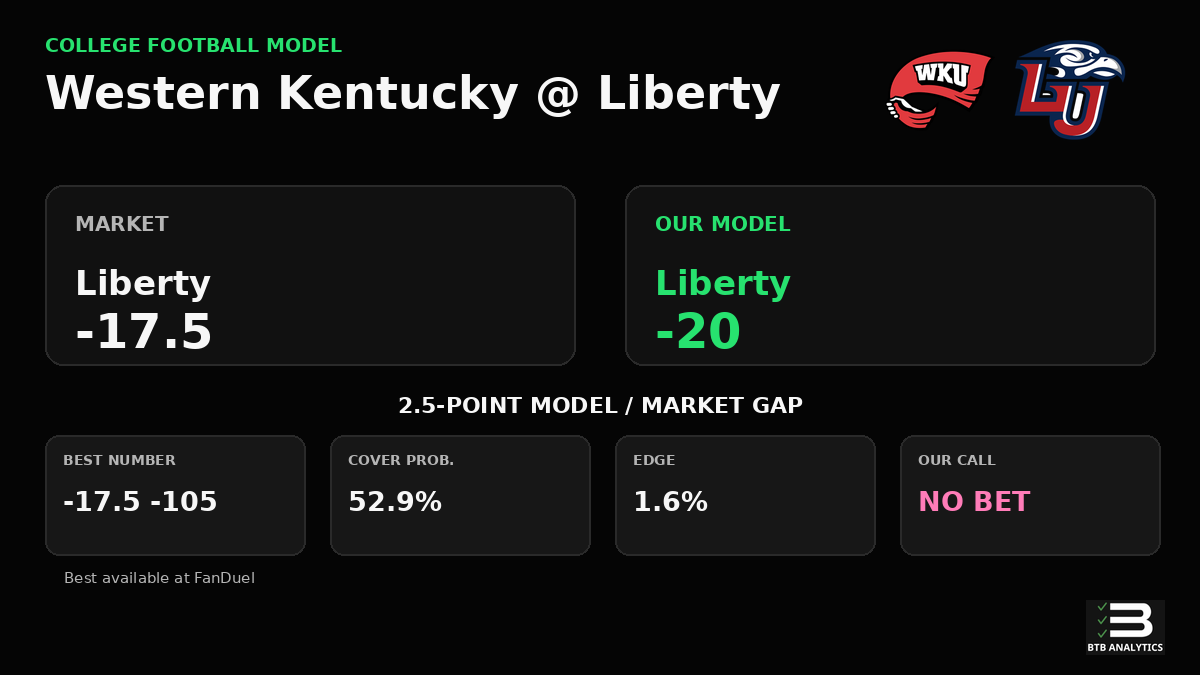 COLLEGE FOOTBALL MODEL
Western Kentucky @ Liberty
WKU
LU
MARKET
Liberty
-17.5
OUR MODEL
Liberty
-20
2.5-POINT MODEL / MARKET GAP
BEST NUMBER
-17.5 -105
COVER PROB.
52.9%
EDGE
1.6%
OUR CALL
NO BET
Best available at FanDuel
B
BTB ANALYTICS